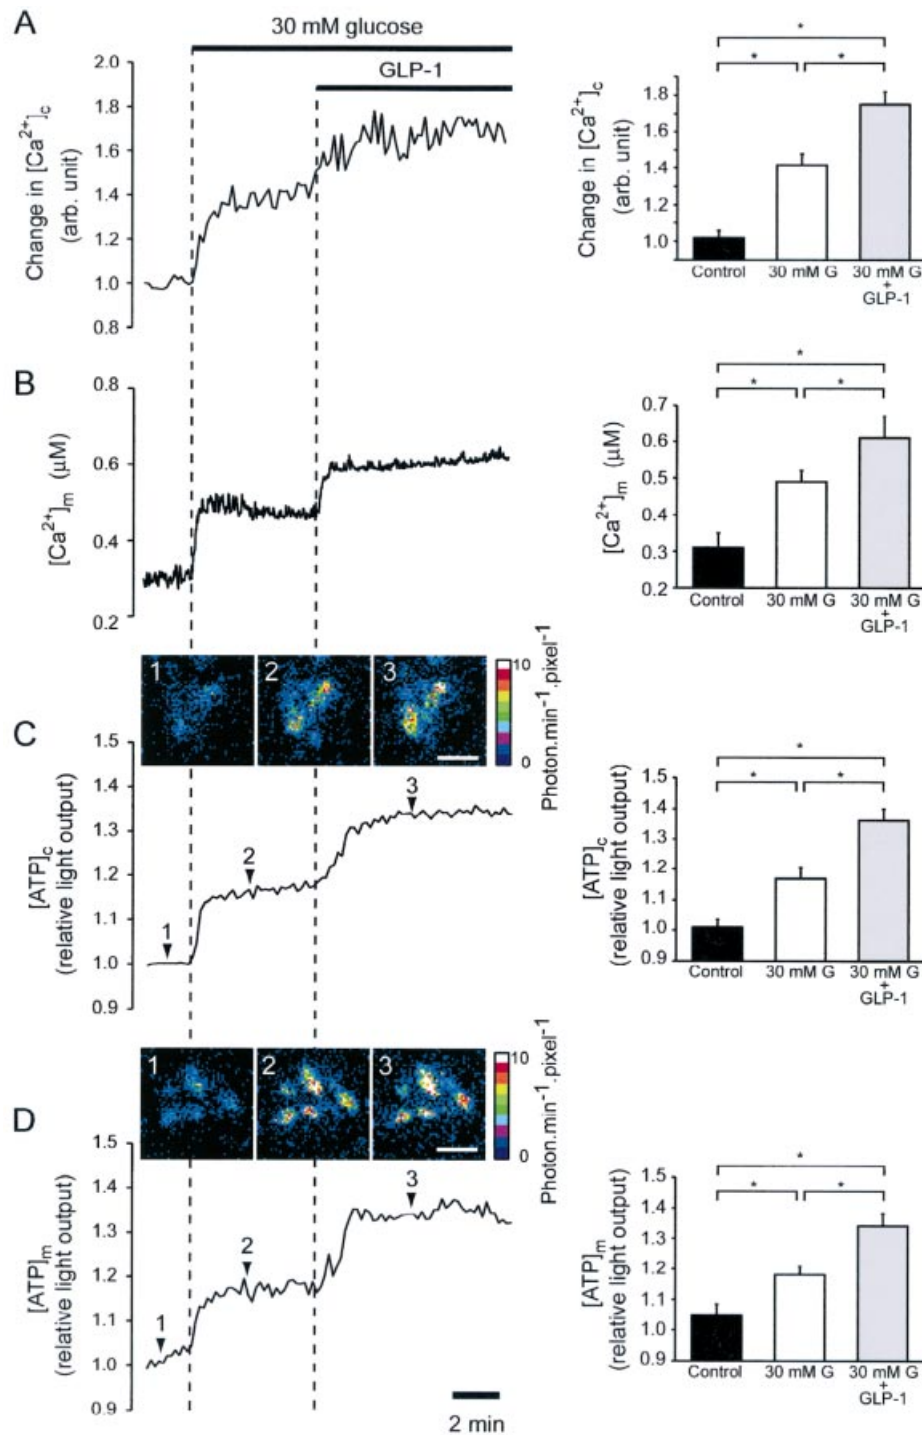 A
30 mM glucose
GLP-1
Change in [Ca2+]c
(arb. unit)
2.0
1.8
1.6
1.4
1.2
1.0
0.8
*
* *
Change in [Ca2+]c
(arb. unit)
1.8
1.6
1.4
1.2
1.0
Control
30 mM G
30 mM G
+
GLP-1
B
[Ca2+]m (µM)
0.8
0.6
0.4
0.2
*
* *
[Ca2+]m (µM)
0.7
0.6
0.5
0.4
0.3
0.2
Control
30 mM G
30 mM G
+
GLP-1
1 2 3
10
0
Photon.min-1.pixel-1
C
[ATP]c
(relative light output)
1.5
1.4
1.3
1.2
1.1
1.0
0.9
1
2
3
*
* *
[ATP]c
(relative light output)
1.5
1.4
1.3
1.2
1.1
1.0
0.9
Control
30 mM G
30 mM G
+
GLP-1
1 2 3
10
0
Photon.min-1.pixel-1
D
[ATP]m
(relative light output)
1.5
1.4
1.3
1.2
1.1
1.0
0.9
1
2
3
2 min
*
* *
[ATP]m
(relative light output)
1.5
1.4
1.3
1.2
1.1
1.0
0.9
Control
30 mM G
30 mM G
+
GLP-1